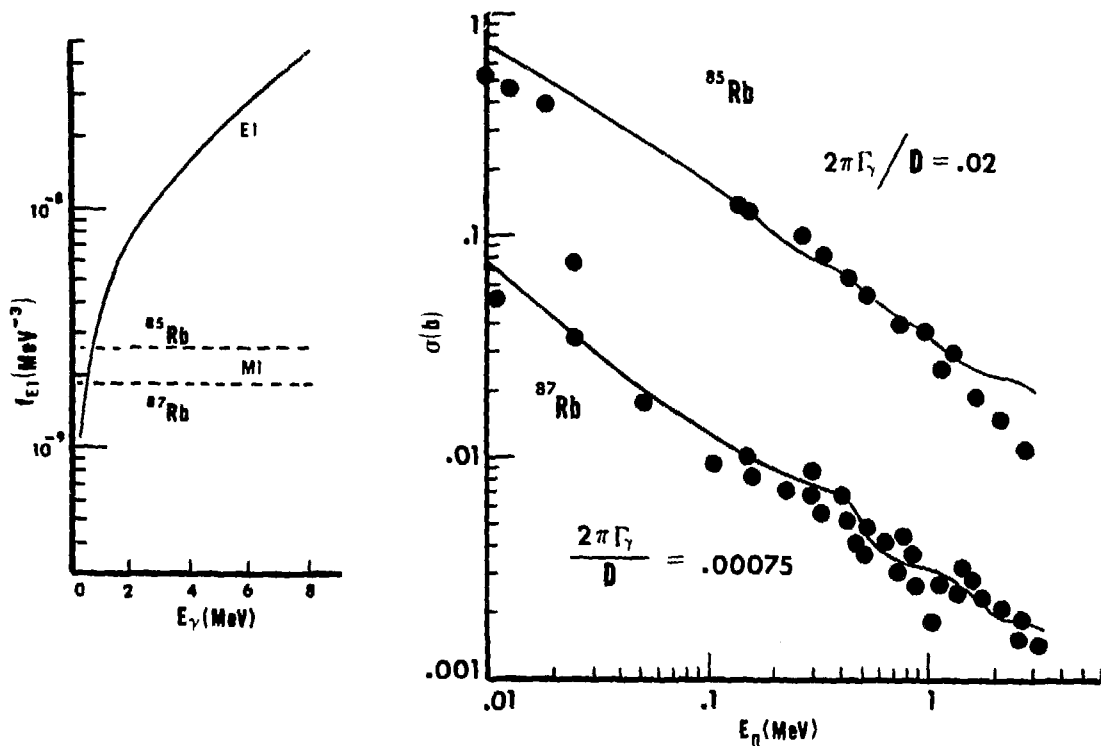 10⁻⁸
10⁻⁹
f_E1(MeV⁻³)
E1
⁸⁵Rb
M1
⁸⁷Rb
0 2 4 6 8
E_γ(MeV)
1
.1
.01
.001
σ(b)
⁸⁵Rb
2πΓ_γ/D = .02
⁸⁷Rb
2πΓ_γ/D = .00075
.01 .1 1
E_n(MeV)